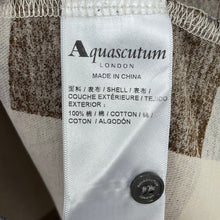 Aquascutum
LONDON
MADE IN CHINA
面料 / 表布 / SHELL / 表布 /
COUCHE EXTÉRIEURE / TEJIDO
EXTERIOR :
100% 棉 / 棉 / COTTON / 綿 /
COTON / ALGODÓN